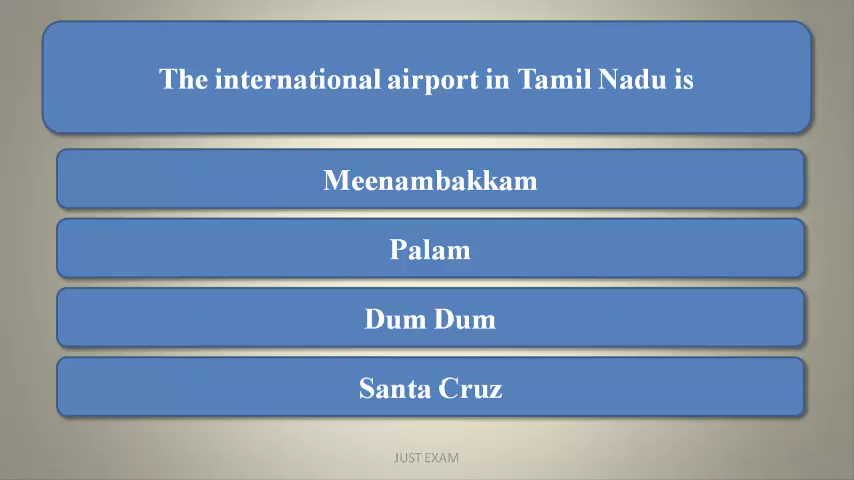 The international airport in Tamil Nadu is
Meenambakkam
Palam
Dum Dum
Santa Cruz
JUST EXAM